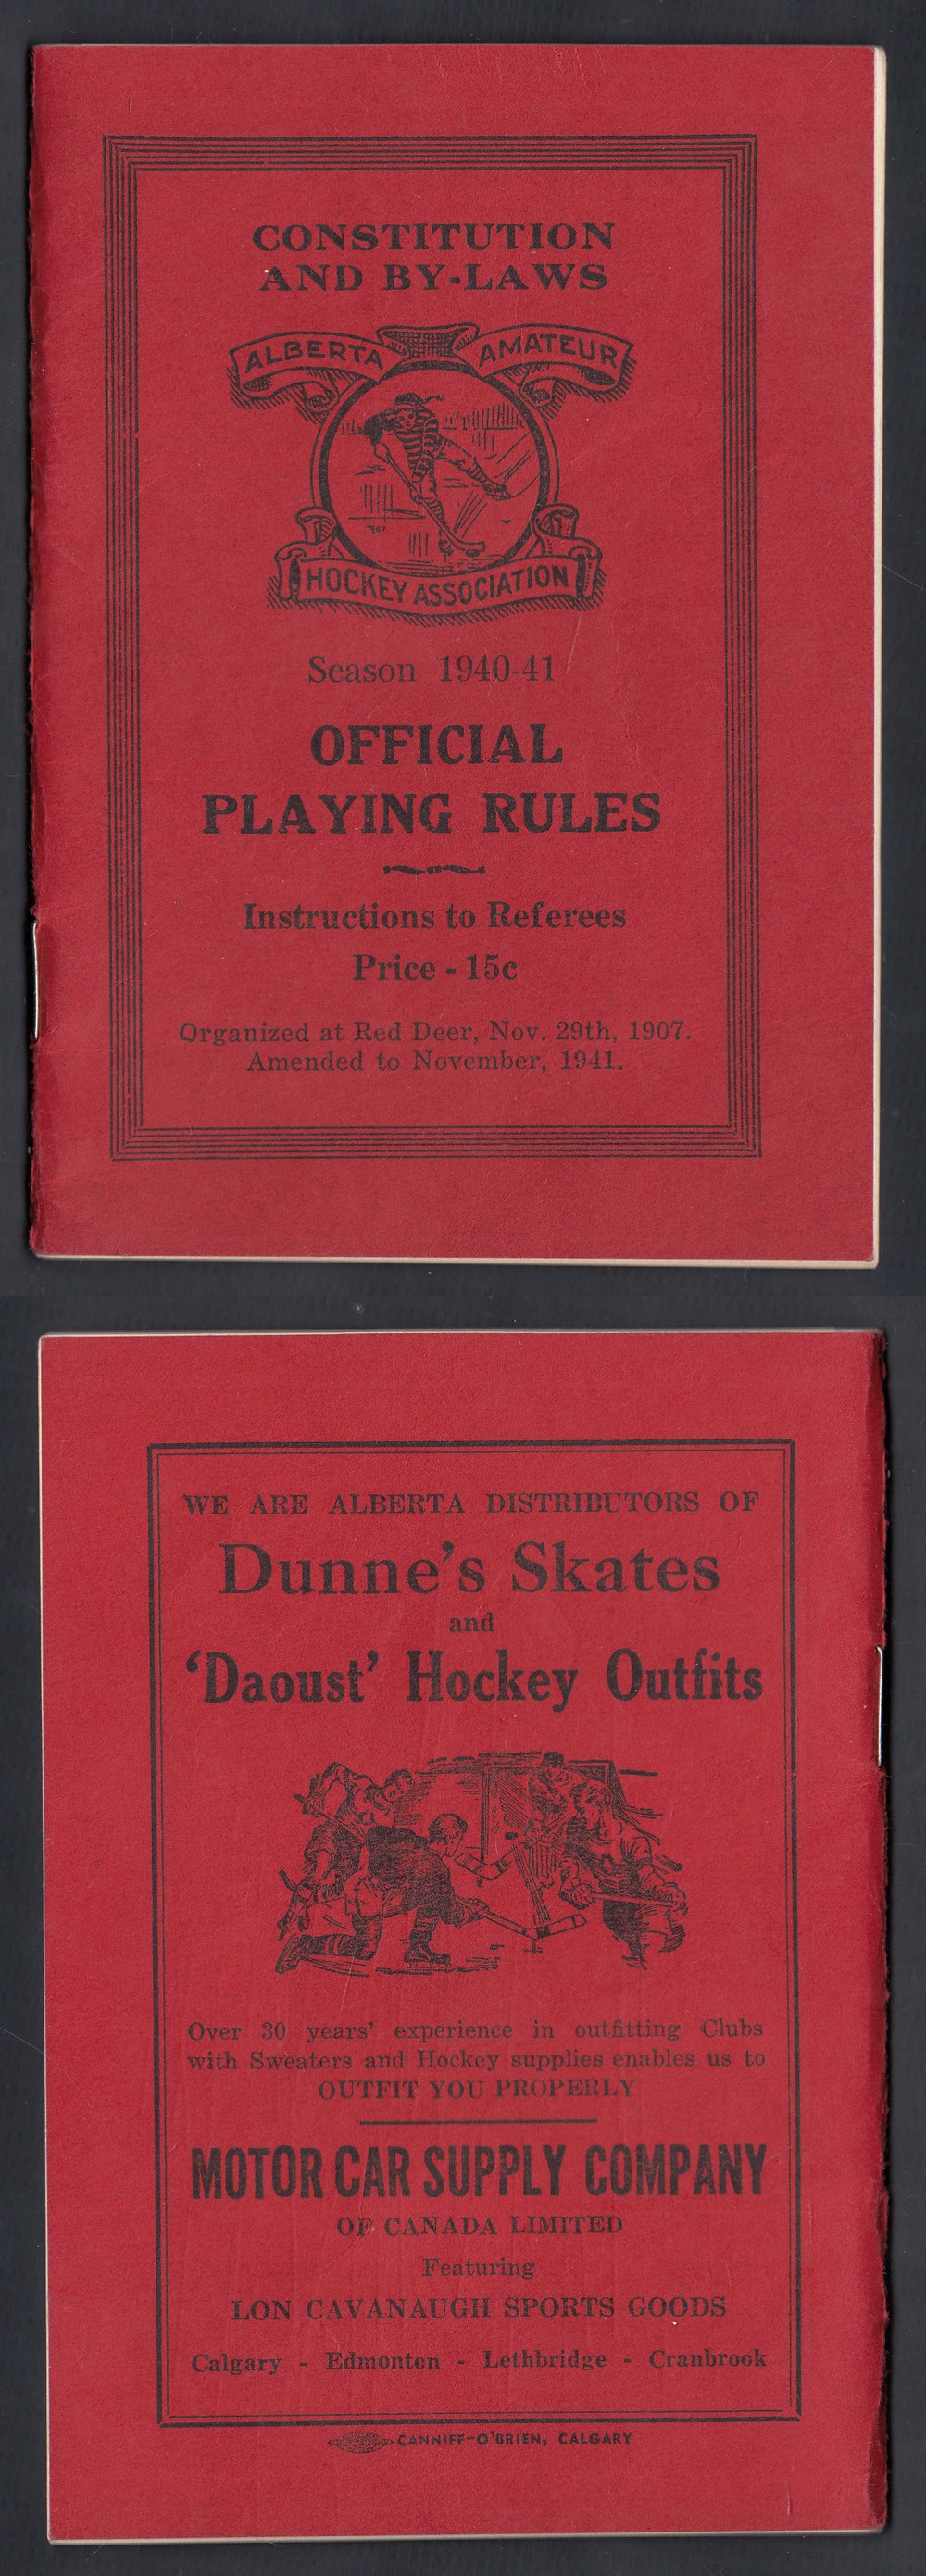 CONSTITUTION
AND BY-LAWS
ALBERTA AMATEUR
HOCKEY ASSOCIATION
Season 1940-41
OFFICIAL
PLAYING RULES
Instructions to Referees
Price - 15c
Organized at Red Deer, Nov. 29th, 1907.
Amended to November, 1941.
WE ARE ALBERTA DISTRIBUTORS OF
Dunne's Skates
and
'Daoust' Hockey Outfits
Over 30 years' experience in outfitting Clubs
with Sweaters and Hockey supplies enables us to
OUTFIT YOU PROPERLY
MOTOR CAR SUPPLY COMPANY
OF CANADA LIMITED
Featuring
LON CAVANAUGH SPORTS GOODS
Calgary - Edmonton - Lethbridge - Cranbrook
CANNIFF-O'BRIEN, CALGARY